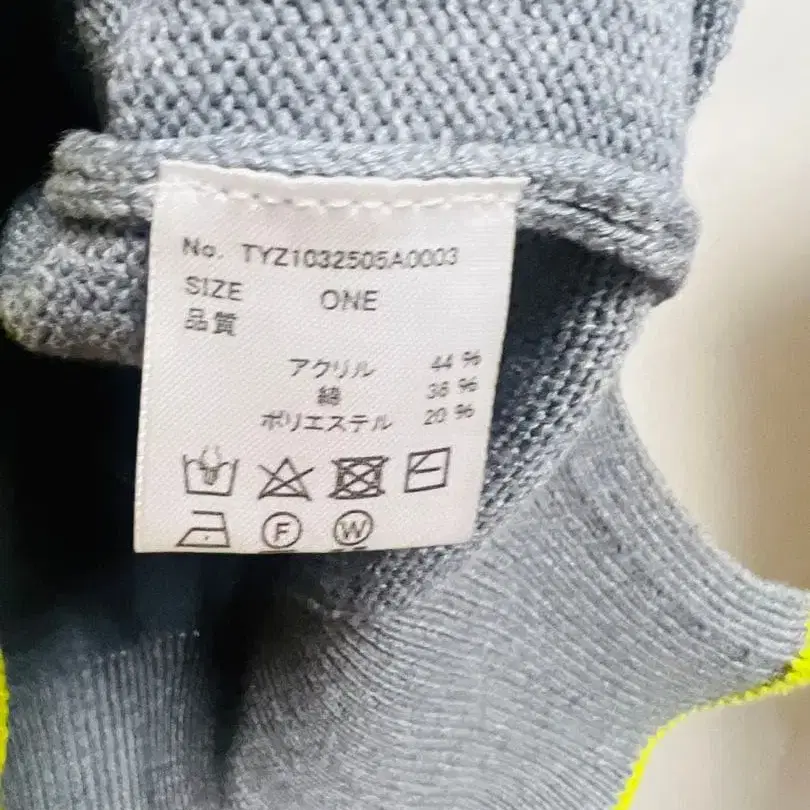 No. TYZ1032505A0003
SIZE ONE
品質
アクリル 44 %
綿 36 %
ポリエステル 20 %
F W